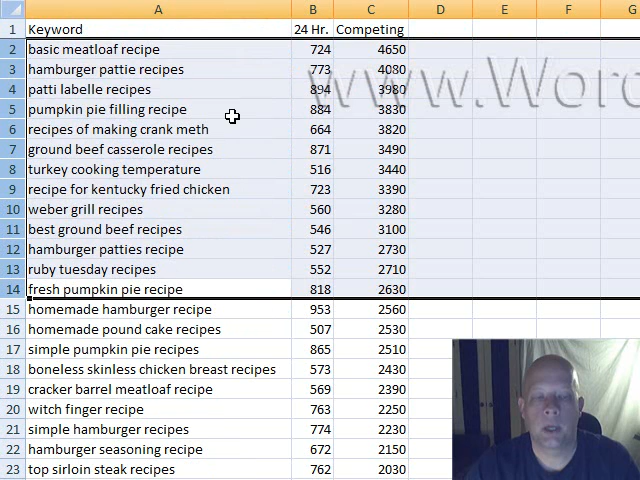 A B C D E F G
1 Keyword 24 Hr. Competing
2 basic meatloaf recipe 724 4650
3 hamburger pattie recipes 773 4080
4 patti labelle recipes 894 3980
5 pumpkin pie filling recipe 884 3830
6 recipes of making crank meth 664 3820
7 ground beef casserole recipes 871 3490
8 turkey cooking temperature 516 3440
9 recipe for kentucky fried chicken 723 3390
10 weber grill recipes 560 3280
11 best ground beef recipes 546 3100
12 hamburger patties recipe 527 2730
13 ruby tuesday recipes 552 2710
14 fresh pumpkin pie recipe 818 2630
15 homemade hamburger recipe 953 2560
16 homemade pound cake recipes 507 2530
17 simple pumpkin pie recipes 865 2510
18 boneless skinless chicken breast recipes 573 2430
19 cracker barrel meatloaf recipe 569 2390
20 witch finger recipe 763 2250
21 simple hamburger recipes 774 2230
22 hamburger seasoning recipe 672 2150
23 top sirloin steak recipes 762 2030
www.Wor